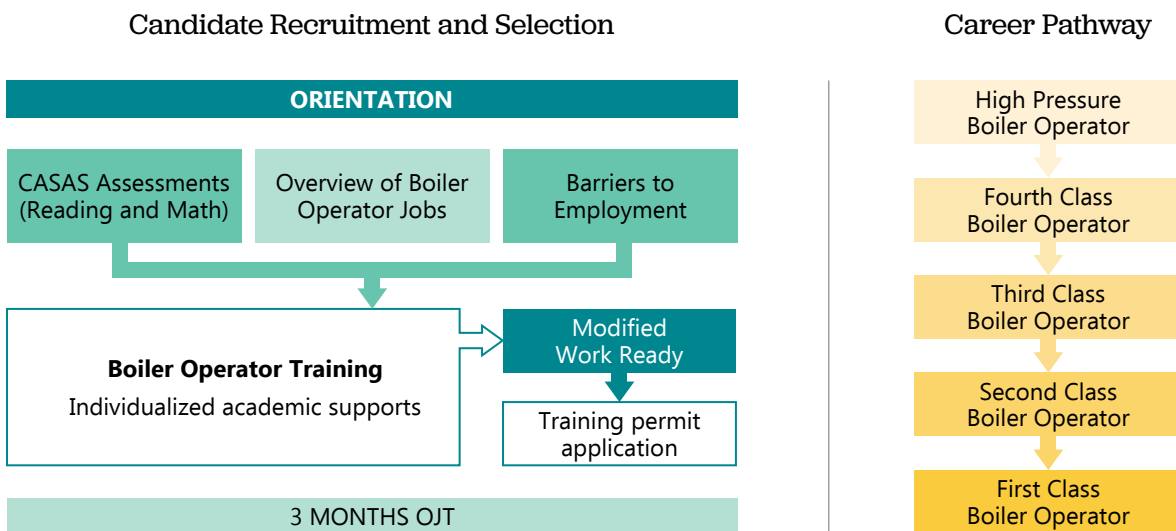 Candidate Recruitment and Selection
ORIENTATION
CASAS Assessments
(Reading and Math)
Overview of Boiler
Operator Jobs
Barriers to
Employment
Boiler Operator Training
Individualized academic supports
Modified
Work Ready
Training permit
application
3 MONTHS OJT
Career Pathway
High Pressure
Boiler Operator
Fourth Class
Boiler Operator
Third Class
Boiler Operator
Second Class
Boiler Operator
First Class
Boiler Operator